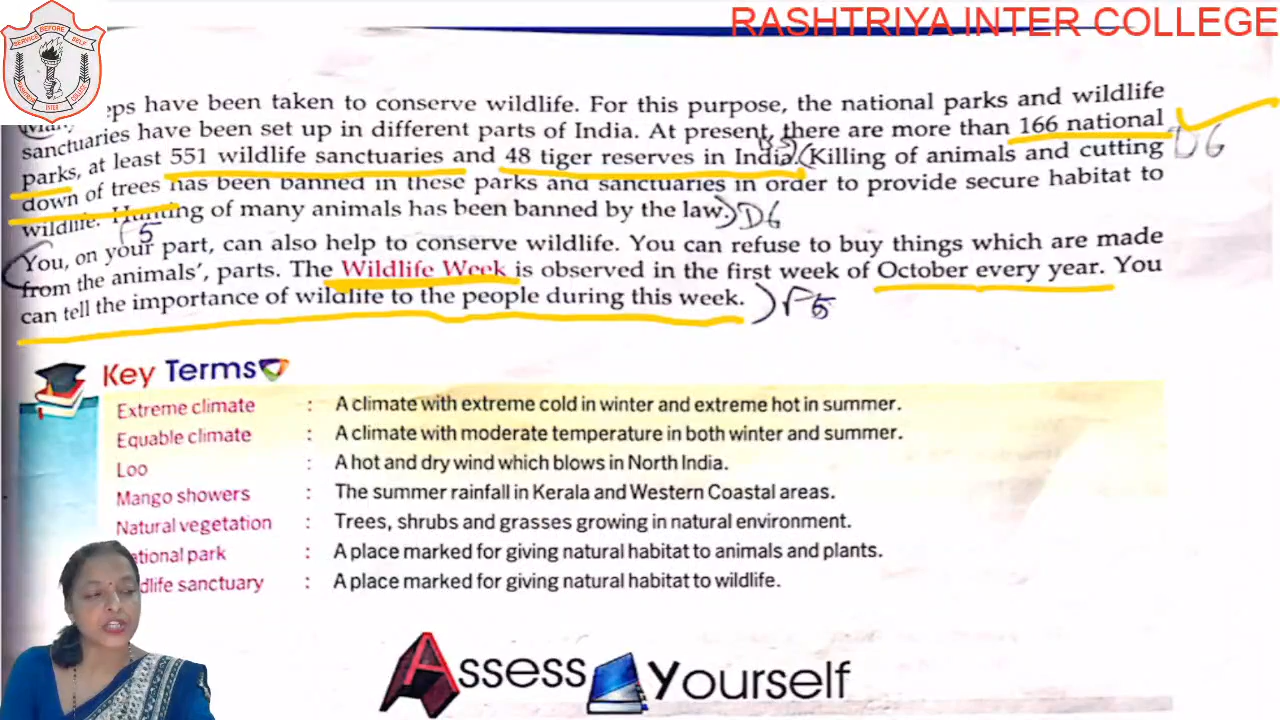 RASHTRIYA INTER COLLEGE
SERVICE BEFORE SELF
INTER
eps have been taken to conserve wildlife. For this purpose, the national parks and wildlife
sanctuaries have been set up in different parts of India. At present, there are more than 166 national
parks, at least 551 wildlife sanctuaries and 48 tiger reserves in India. (Killing of animals and cutting D6
down of trees has been banned in these parks and sanctuaries in order to provide secure habitat to
wildlife. Hunting of many animals has been banned by the law.) D6
5
You, on your part, can also help to conserve wildlife. You can refuse to buy things which are made
from the animals', parts. The Wildlife Week is observed in the first week of October every year. You
can tell the importance of wildlife to the people during this week. ) F5
Key Terms
Extreme climate : A climate with extreme cold in winter and extreme hot in summer.
Equable climate : A climate with moderate temperature in both winter and summer.
Loo : A hot and dry wind which blows in North India.
Mango showers : The summer rainfall in Kerala and Western Coastal areas.
Natural vegetation : Trees, shrubs and grasses growing in natural environment.
ational park : A place marked for giving natural habitat to animals and plants.
dlife sanctuary : A place marked for giving natural habitat to wildlife.
Assess Yourself